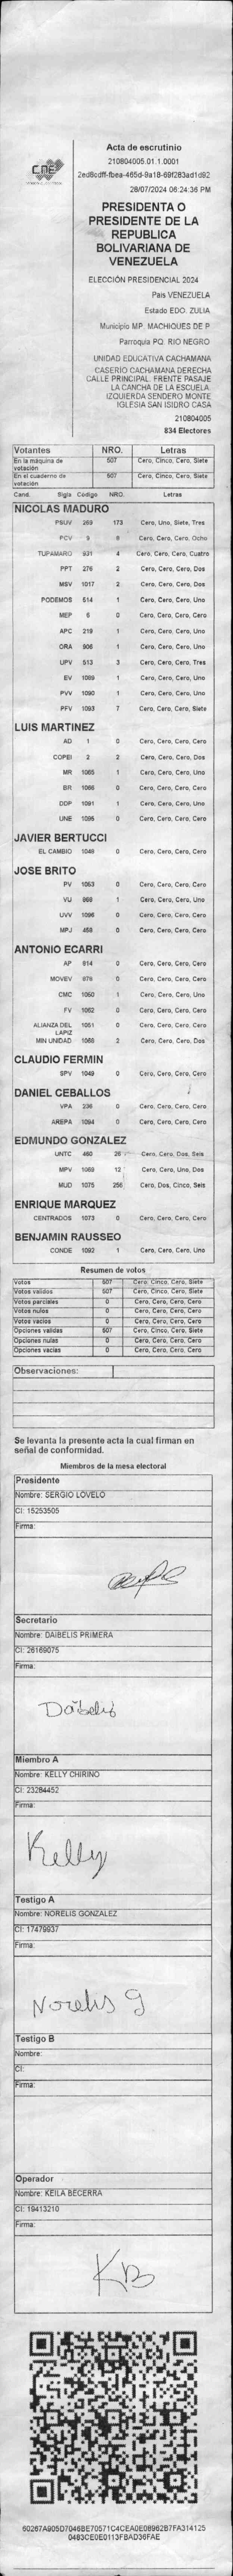 CNE
Acta de escrutinio
210804005.01.1.0001
2ed8cdff-fbea-465d-9a18-69f283ad1d92
28/07/2024 06:24:36 PM
PRESIDENTA O
PRESIDENTE DE LA
REPUBLICA
BOLIVARIANA DE
VENEZUELA
ELECCIÓN PRESIDENCIAL 2024
Pais VENEZUELA
Estado EDO. ZULIA
Municipio MP. MACHIQUES DE P
Parroquia PQ. RIO NEGRO
UNIDAD EDUCATIVA CACHAMANA
CASERÍO CACHAMANA DERECHA
CALLE PRINCIPAL. FRENTE PASAJE
LA CANCHA DE LA ESCUELA.
IZQUIERDA SENDERO MONTE
IGLESIA SAN ISIDRO CASA
210804005
834 Electores
Votantes NRO. Letras
En la máquina de votación 507 Cero, Cinco, Cero, Siete
En el cuaderno de votación 507 Cero, Cinco, Cero, Siete
Cand. Sigla Código NRO. Letras
NICOLAS MADURO
PSUV 269 173 Cero, Uno, Siete, Tres
PCV 9 8 Cero, Cero, Cero, Ocho
TUPAMARO 931 4 Cero, Cero, Cero, Cuatro
PPT 276 2 Cero, Cero, Cero, Dos
MSV 1017 2 Cero, Cero, Cero, Dos
PODEMOS 514 1 Cero, Cero, Cero, Uno
MEP 6 0 Cero, Cero, Cero, Cero
APC 219 1 Cero, Cero, Cero, Uno
ORA 906 1 Cero, Cero, Cero, Uno
UPV 513 3 Cero, Cero, Cero, Tres
EV 1089 1 Cero, Cero, Cero, Uno
PVV 1090 1 Cero, Cero, Cero, Uno
PFV 1093 7 Cero, Cero, Cero, Siete
LUIS MARTINEZ
AD 1 0 Cero, Cero, Cero, Cero
COPEI 2 2 Cero, Cero, Cero, Dos
MR 1065 1 Cero, Cero, Cero, Uno
BR 1066 0 Cero, Cero, Cero, Cero
DDP 1091 1 Cero, Cero, Cero, Uno
UNE 1095 0 Cero, Cero, Cero, Cero
JAVIER BERTUCCI
EL CAMBIO 1048 0 Cero, Cero, Cero, Cero
JOSE BRITO
PV 1053 0 Cero, Cero, Cero, Cero
VU 868 1 Cero, Cero, Cero, Uno
UVV 1096 0 Cero, Cero, Cero, Cero
MPJ 458 0 Cero, Cero, Cero, Cero
ANTONIO ECARRI
AP 814 0 Cero, Cero, Cero, Cero
MOVEV 978 0 Cero, Cero, Cero, Cero
CMC 1050 1 Cero, Cero, Cero, Uno
FV 1062 0 Cero, Cero, Cero, Cero
ALIANZA DEL LAPIZ 1051 0 Cero, Cero, Cero, Cero
MIN UNIDAD 1068 2 Cero, Cero, Cero, Dos
CLAUDIO FERMIN
SPV 1049 0 Cero, Cero, Cero, Cero
DANIEL CEBALLOS
VPA 236 0 Cero, Cero, Cero, Cero
AREPA 1094 0 Cero, Cero, Cero, Cero
EDMUNDO GONZALEZ
UNTC 460 26 Cero, Cero, Dos, Seis
MPV 1069 12 Cero, Cero, Uno, Dos
MUD 1075 256 Cero, Dos, Cinco, Seis
ENRIQUE MARQUEZ
CENTRADOS 1073 0 Cero, Cero, Cero, Cero
BENJAMIN RAUSSEO
CONDE 1092 1 Cero, Cero, Cero, Uno
Resumen de votos
Votos 507 Cero, Cinco, Cero, Siete
Votos validos 507 Cero, Cinco, Cero, Siete
Votos parciales 0 Cero, Cero, Cero, Cero
Votos nulos 0 Cero, Cero, Cero, Cero
Votos vacios 0 Cero, Cero, Cero, Cero
Opciones validas 507 Cero, Cinco, Cero, Siete
Opciones nulas 0 Cero, Cero, Cero, Cero
Opciones vacias 0 Cero, Cero, Cero, Cero
Observaciones:
Se levanta la presente acta la cual firman en
señal de conformidad.
Miembros de la mesa electoral
Presidente
Nombre: SERGIO LOVELO
CI: 15253505
Firma:
Secretario
Nombre: DAIBELIS PRIMERA
CI: 26169075
Firma:
Miembro A
Nombre: KELLY CHIRINO
CI: 23284452
Firma:
Kelly
Testigo A
Nombre: NORELIS GONZALEZ
CI: 17479937
Firma:
Norelis g
Testigo B
Nombre:
CI:
Firma:
Operador
Nombre: KEILA BECERRA
CI: 19413210
Firma:
KB
60267A905D7046BE70571C4CEA0E08962B7FA314125
0483CE0E0113FBAD36FAE